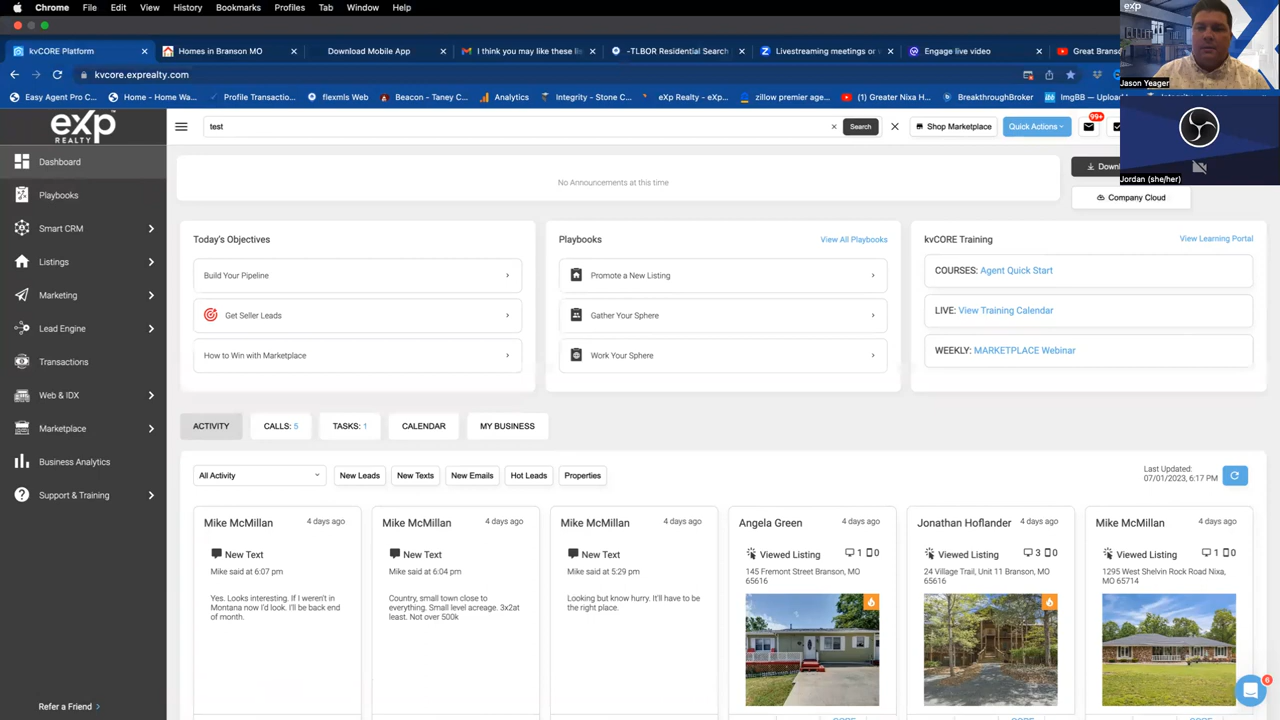 Chrome File Edit View History Bookmarks Profiles Tab Window Help
kvCORE Platform
Homes in Branson MO
Download Mobile App
I think you may like these lis
-TLBOR Residential Search
Livestreaming meetings or
Engage live video
Great Brans
kvcore.exprealty.com
Easy Agent Pro (...
Home - Home Wa...
Profile Transactio...
flexmls Web
Beacon - Taney C...
Analytics
Integrity - Stone C...
eXp Realty - eXp...
zillow premier age...
(1) Greater Nixa H...
BreakthroughBroker
ImgBB — Upload
exp
Jason Yeager
Jordan (she/her)
exp
REALTY
test
Search
Shop Marketplace
Quick Actions
99+
Downl
Company Cloud
No Announcements at this time
Dashboard
Playbooks
Smart CRM
Listings
Marketing
Lead Engine
Transactions
Web & IDX
Marketplace
Business Analytics
Support & Training
Refer a Friend
Today's Objectives
Build Your Pipeline
Get Seller Leads
How to Win with Marketplace
Playbooks
View All Playbooks
Promote a New Listing
Gather Your Sphere
Work Your Sphere
kvCORE Training
View Learning Portal
COURSES: Agent Quick Start
LIVE: View Training Calendar
WEEKLY: MARKETPLACE Webinar
ACTIVITY
CALLS: 5
TASKS: 1
CALENDAR
MY BUSINESS
All Activity
New Leads
New Texts
New Emails
Hot Leads
Properties
Last Updated:
07/01/2023, 6:17 PM
Mike McMillan 4 days ago
New Text
Mike said at 6:07 pm
Yes. Looks interesting. If I weren't in
Montana now I'd look. I'll be back end
of month.
Mike McMillan 4 days ago
New Text
Mike said at 6:04 pm
Country, small town close to
everything. Small level acreage. 3x2at
least. Not over 500k
Mike McMillan 4 days ago
New Text
Mike said at 5:29 pm
Looking but know hurry. It'll have to be
the right place.
Angela Green 4 days ago
Viewed Listing 1 0
145 Fremont Street Branson, MO
65616
Jonathan Hoflander 4 days ago
Viewed Listing 3 0
24 Village Trail, Unit 11 Branson, MO
65616
Mike McMillan 4 days ago
Viewed Listing 1 0
1295 West Shelvin Rock Road Nixa,
MO 65714
6